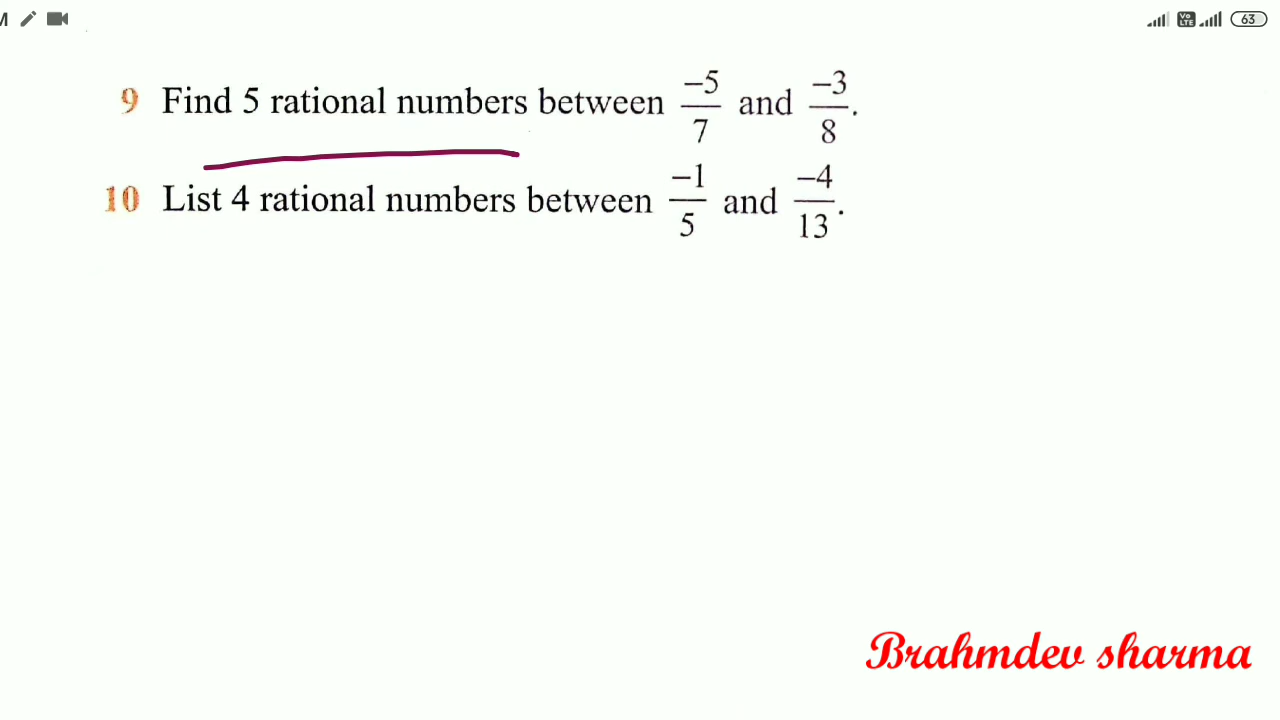 M 63
9 Find 5 rational numbers between -5/7 and -3/8.
10 List 4 rational numbers between -1/5 and -4/13.
Brahmdev sharma